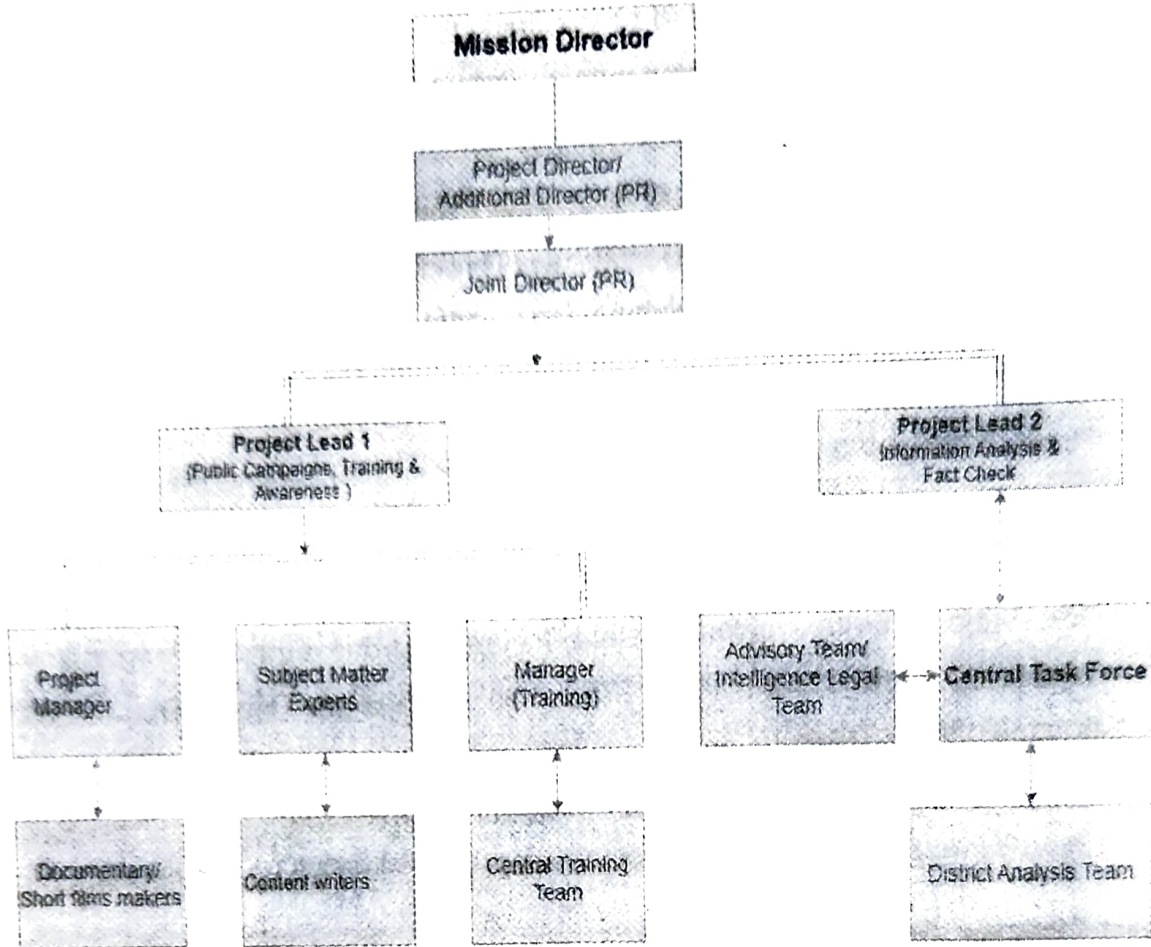 Mission Director
Project Director/
Additional Director (PR)
Joint Director (PR)
Project Lead 1
(Public Campaigns, Training &
Awareness )
Project Lead 2
Information Analysis &
Fact Check
Project
Manager
Subject Matter
Experts
Manager
(Training)
Advisory Team/
Intelligence Legal
Team
Central Task Force
Documentary/
Short films makers
Content writers
Central Training
Team
District Analysis Team